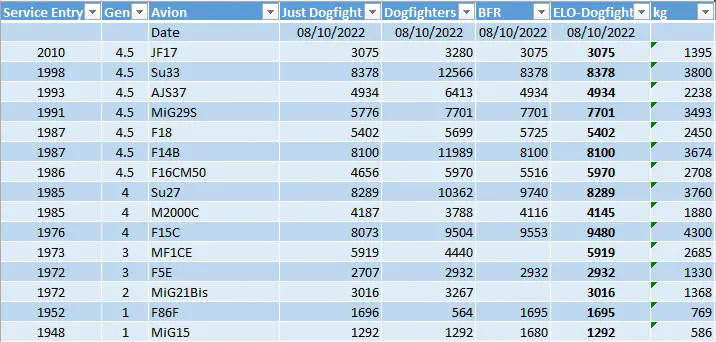 Service Entry Gen Avion Just Dogfight Dogfighters BFR ELO-Dogfight kg
Date 08/10/2022 08/10/2022 08/10/2022 08/10/2022
2010 4.5 JF17 3075 3280 3075 3075 1395
1998 4.5 Su33 8378 12566 8378 8378 3800
1993 4.5 AJS37 4934 6413 4934 4934 2238
1991 4.5 MiG29S 5776 7701 7701 7701 3493
1987 4.5 F18 5402 5699 5725 5402 2450
1987 4.5 F14B 8100 11989 8100 8100 3674
1986 4.5 F16CM50 4656 5970 5516 5970 2708
1985 4 Su27 8289 10362 9740 8289 3760
1985 4 M2000C 4187 3788 4116 4145 1880
1976 4 F15C 8073 9504 9553 9480 4300
1973 3 MF1CE 5919 4440 5919 2685
1972 3 F5E 2707 2932 2932 2932 1330
1972 2 MiG21Bis 3016 3267 3016 1368
1952 1 F86F 1696 564 1695 1695 769
1948 1 MiG15 1292 1292 1680 1292 586